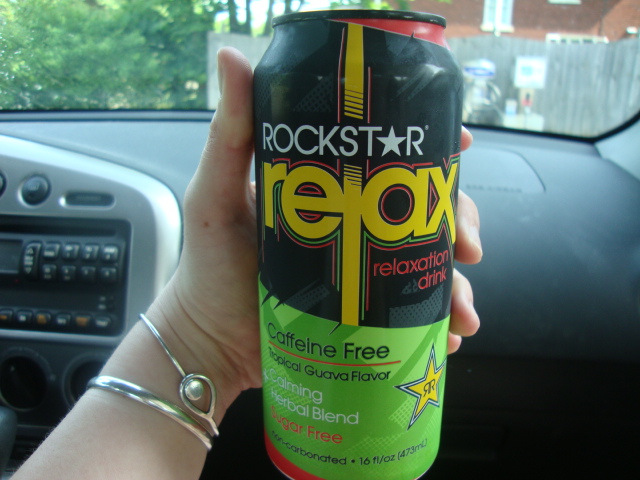 ROCKST★R®
relax
relaxation
drink
Caffeine Free
Tropical Guava Flavor
Calming
Herbal Blend
Sugar Free
non-carbonated • 16 fl/oz (473mL)
R